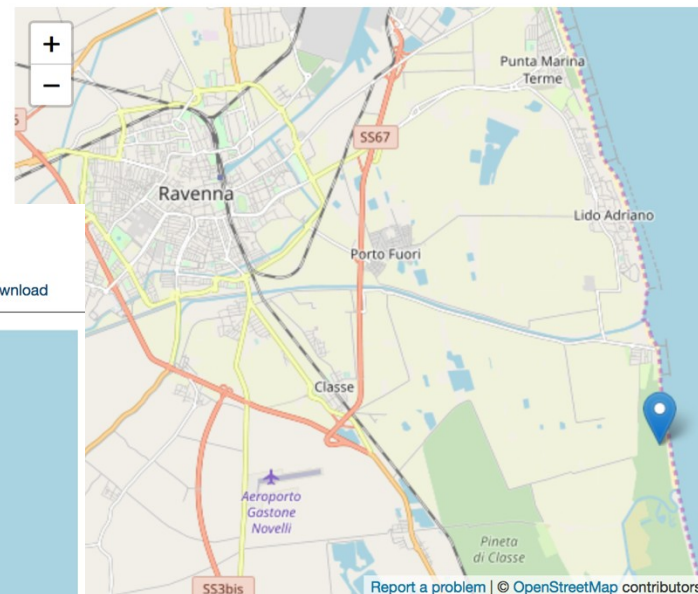 +
−
Punta Marina
Terme
SS67
Ravenna
Lido Adriano
Porto Fuori
wnload
Classe
Aeroporto
Gastone
Novelli
Pineta
di Classe
SS3bis
Report a problem | © OpenStreetMap contributors